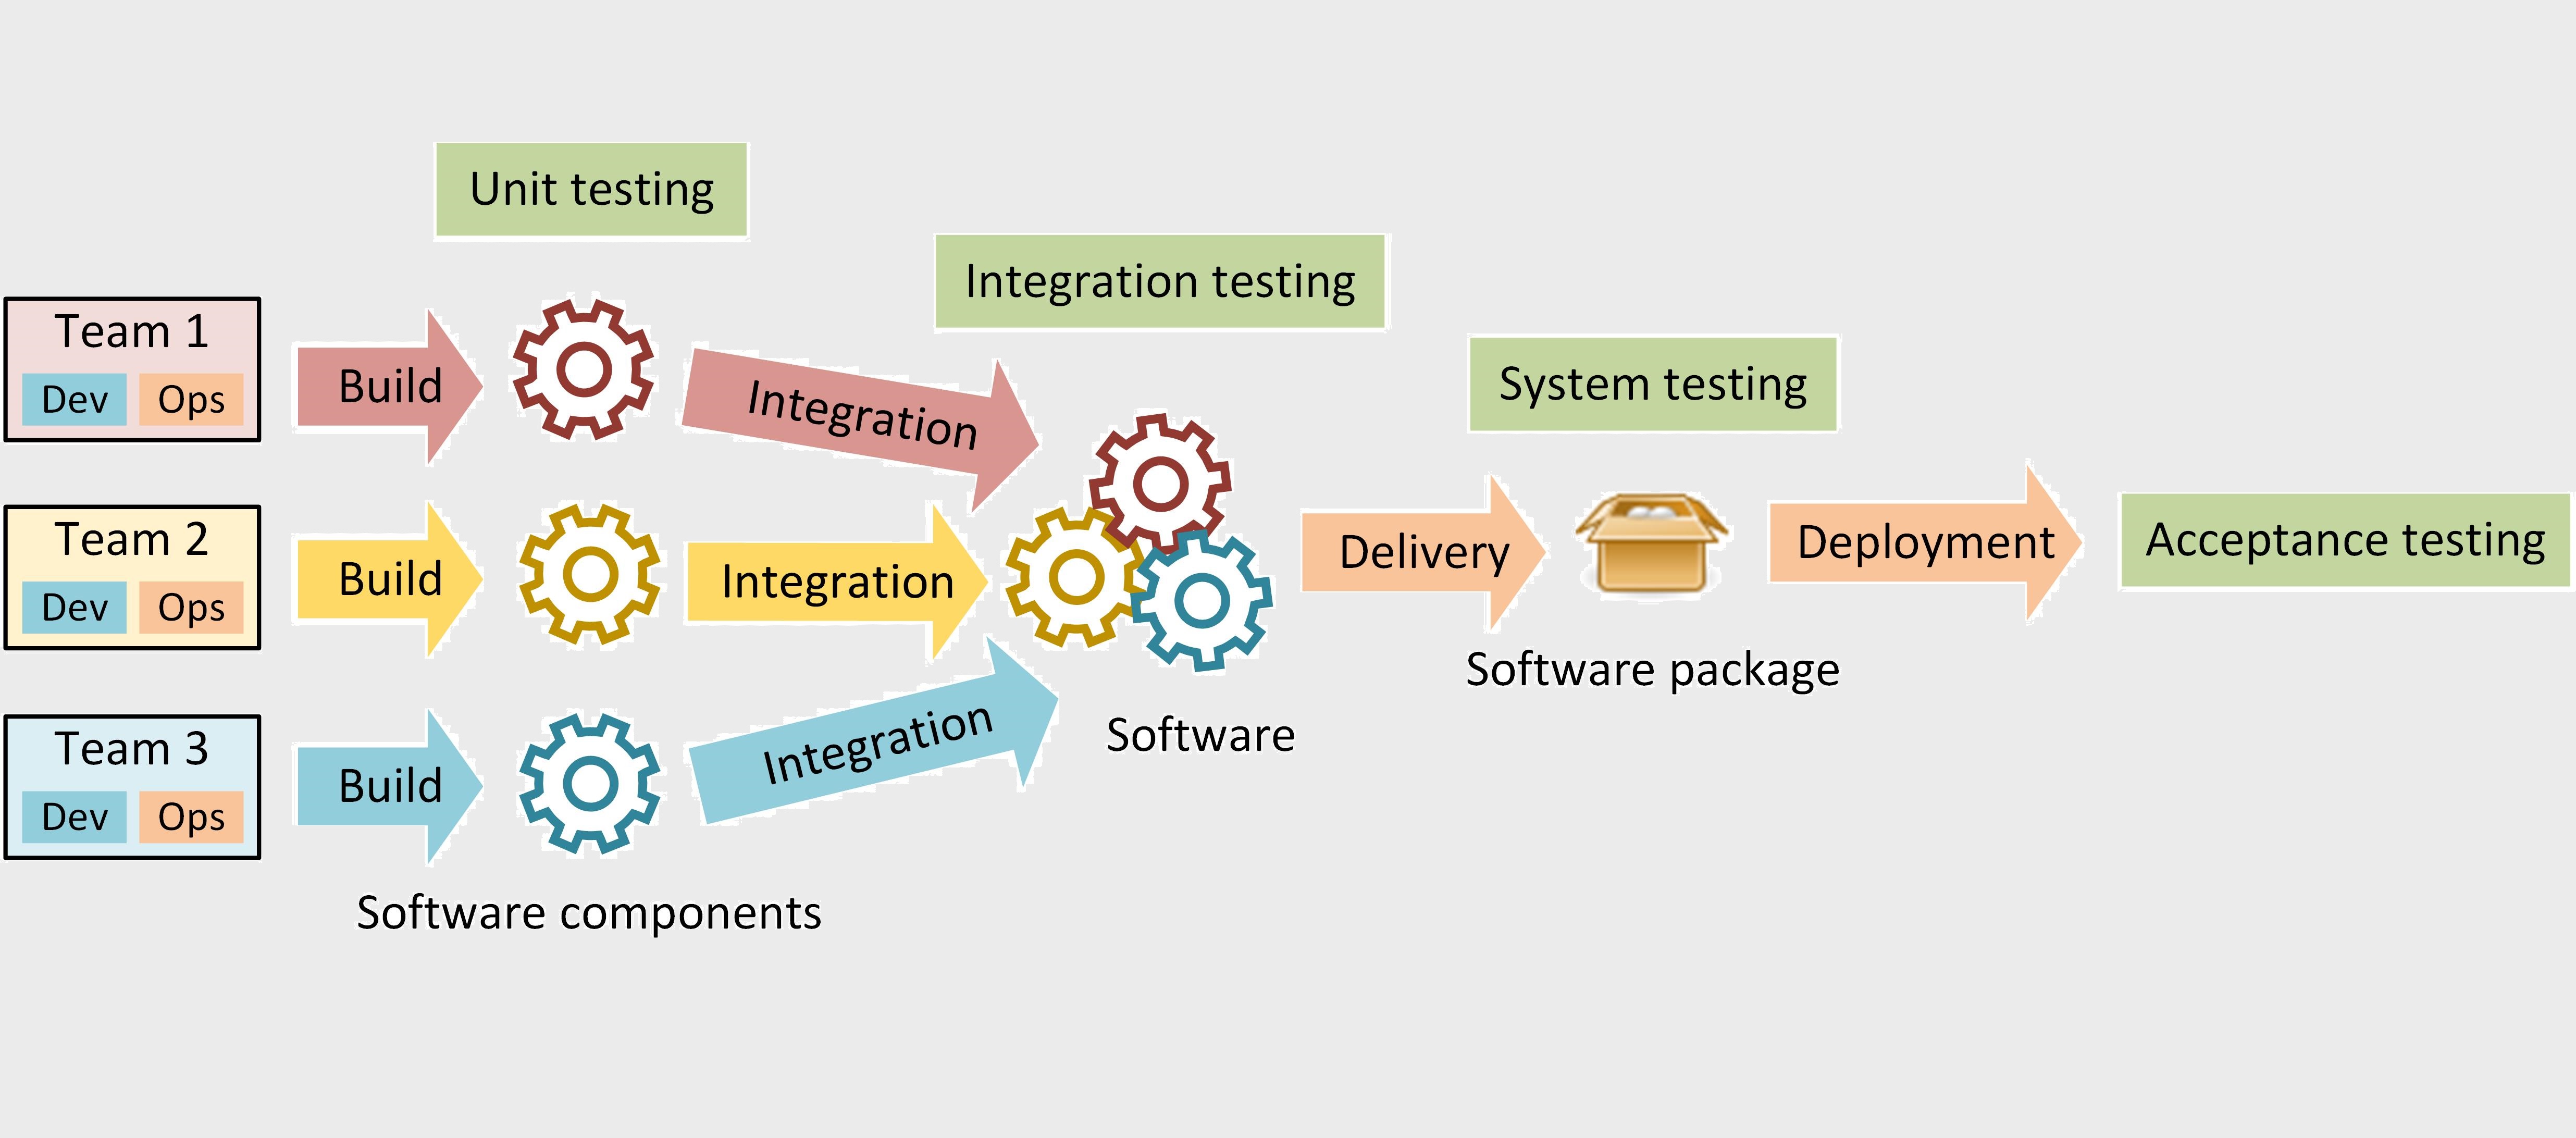 Unit testing
Integration testing
System testing
Acceptance testing
Team 1
Dev Ops
Build
Integration
Team 2
Dev Ops
Build
Integration
Team 3
Dev Ops
Build
Integration
Software components
Software
Delivery
Software package
Deployment